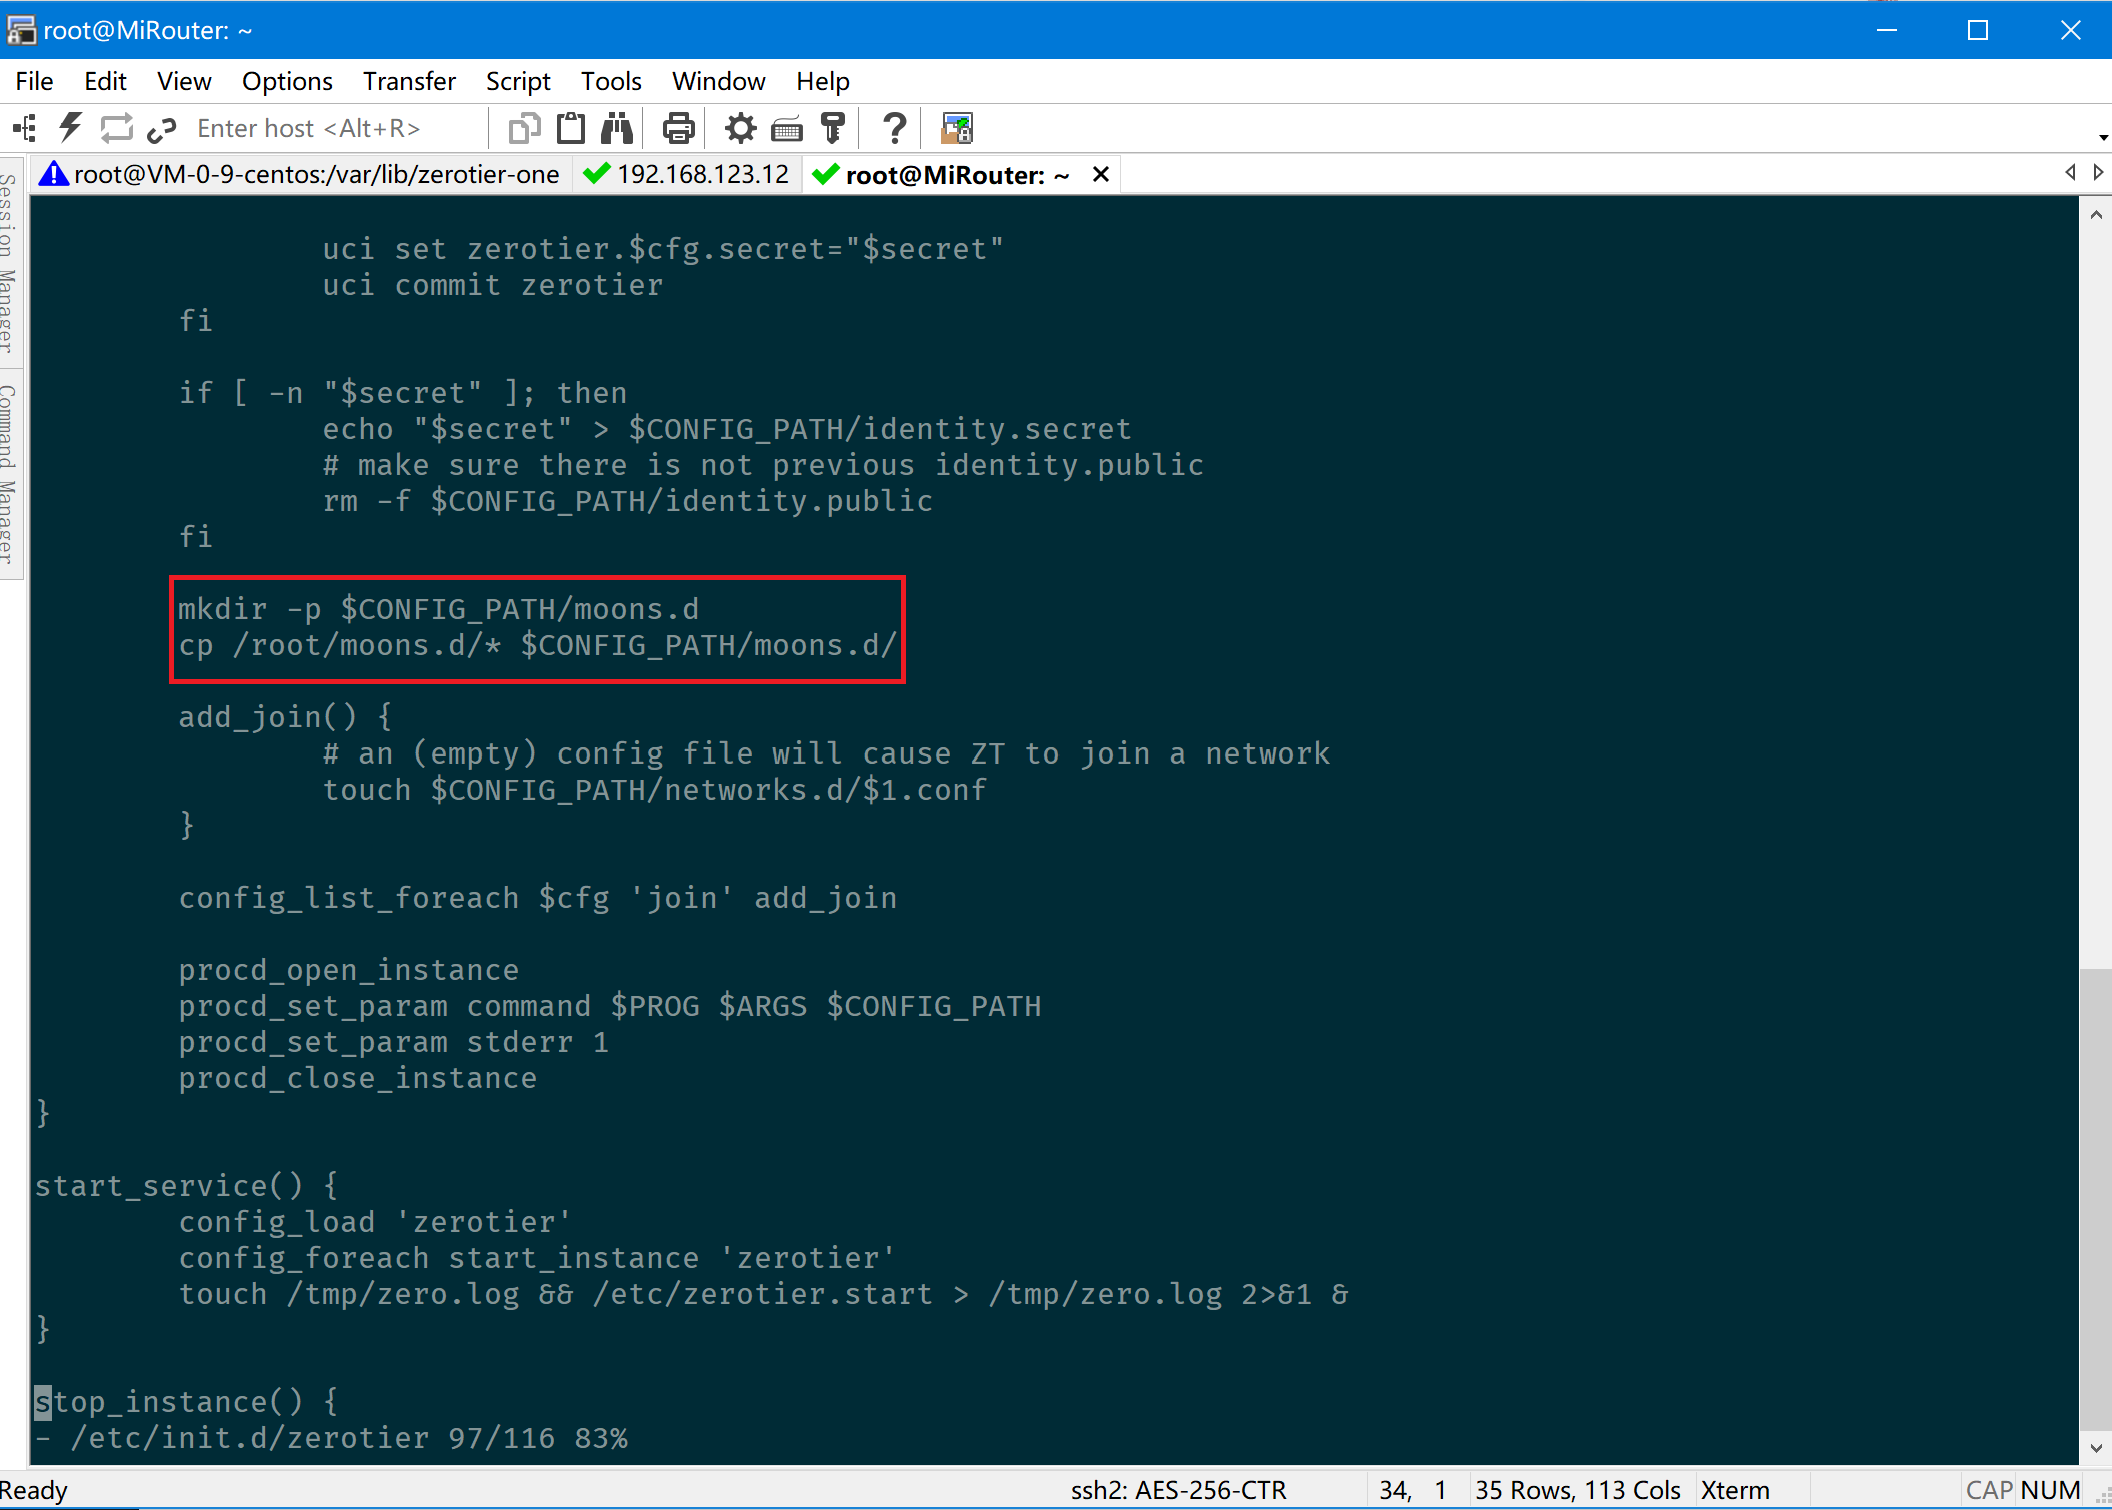 root@MiRouter: ~
File Edit View Options Transfer Script Tools Window Help
Enter host <Alt+R>
root@VM-0-9-centos:/var/lib/zerotier-one 192.168.123.12 root@MiRouter: ~
Session Manager
Command Manager
uci set zerotier.$cfg.secret="$secret"
uci commit zerotier
fi
if [ -n "$secret" ]; then
echo "$secret" > $CONFIG_PATH/identity.secret
# make sure there is not previous identity.public
rm -f $CONFIG_PATH/identity.public
fi
mkdir -p $CONFIG_PATH/moons.d
cp /root/moons.d/* $CONFIG_PATH/moons.d/
add_join() {
# an (empty) config file will cause ZT to join a network
touch $CONFIG_PATH/networks.d/$1.conf
}
config_list_foreach $cfg 'join' add_join
procd_open_instance
procd_set_param command $PROG $ARGS $CONFIG_PATH
procd_set_param stderr 1
procd_close_instance
}
start_service() {
config_load 'zerotier'
config_foreach start_instance 'zerotier'
touch /tmp/zero.log && /etc/zerotier.start > /tmp/zero.log 2>&1 &
}
stop_instance() {
- /etc/init.d/zerotier 97/116 83%
Ready ssh2: AES-256-CTR 34, 1 35 Rows, 113 Cols Xterm CAP NUM